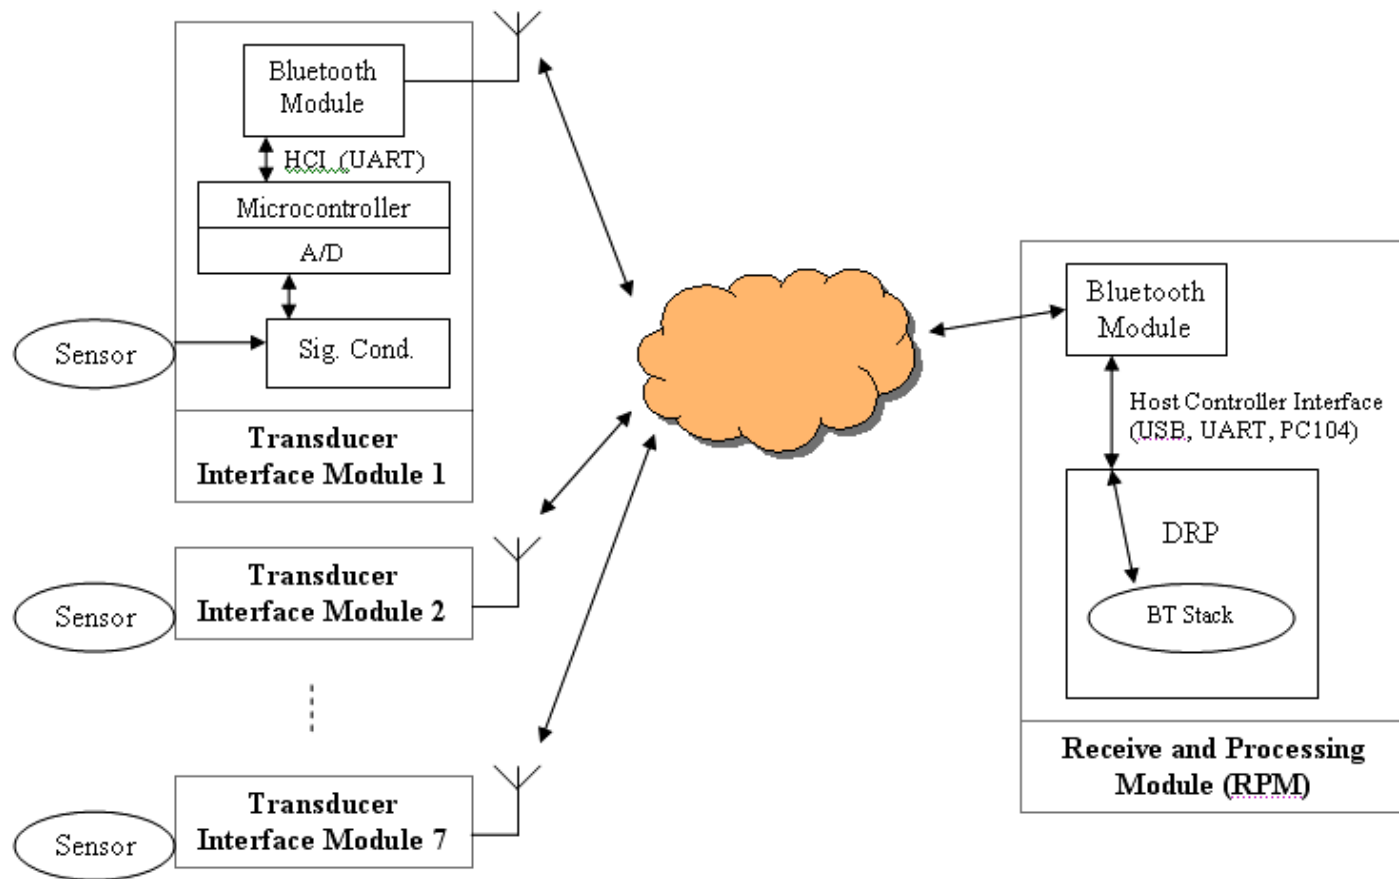 Bluetooth
Module
HCI (UART)
Microcontroller
A/D
Sensor
Sig. Cond.
Transducer
Interface Module 1
Sensor
Transducer
Interface Module 2
Sensor
Transducer
Interface Module 7
Bluetooth
Module
Host Controller Interface
(USB, UART, PC104)
DRP
BT Stack
Receive and Processing
Module (RPM)